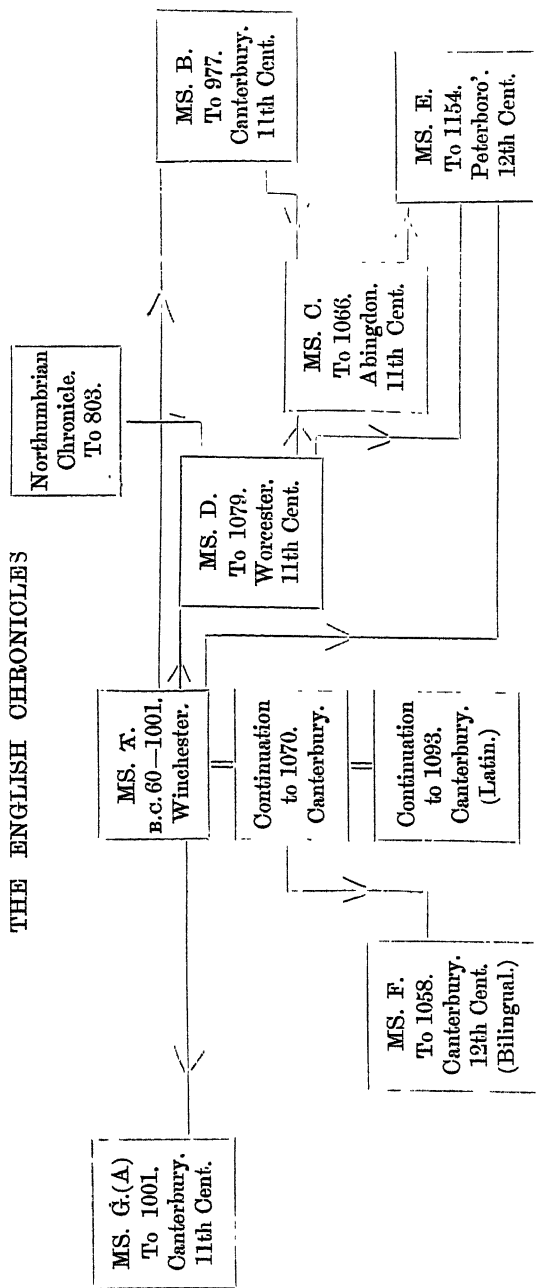 THE ENGLISH CHRONICLES
Northumbrian
Chronicle.
To 803.
MS. G.(A)
To 1001.
Canterbury.
11th Cent.
MS. Ā.
B.C. 60—1001.
Winchester.
MS. D.
To 1079.
Worcester.
11th Cent.
MS. B.
To 977.
Canterbury.
11th Cent.
Continuation
to 1070.
Canterbury.
MS. C.
To 1066.
Abingdon.
11th Cent.
Continuation
to 1093.
Canterbury.
(Latin.)
MS. F.
To 1058.
Canterbury.
12th Cent.
(Bilingual.)
MS. E.
To 1154.
Peterboro'.
12th Cent.